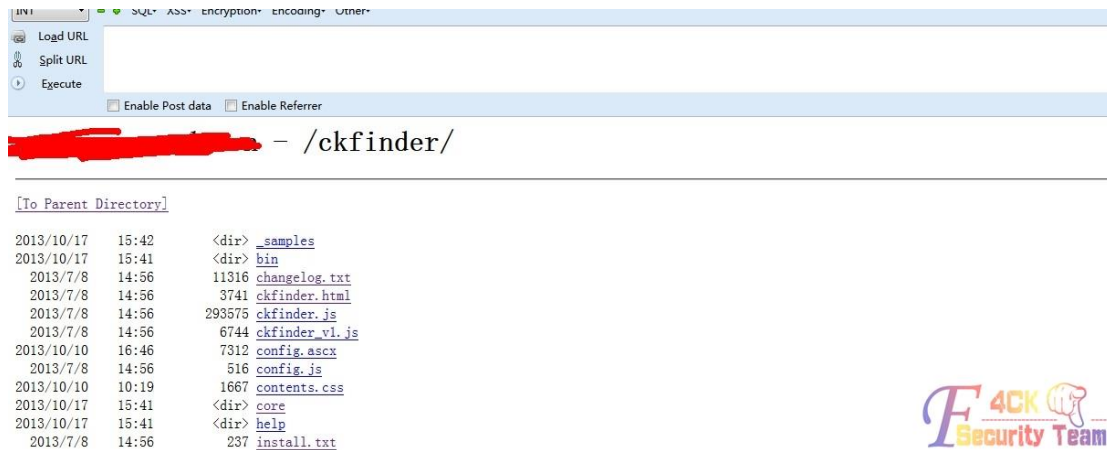 INT SQL▾ XSS▾ Encryption▾ Encoding▾ Other▾
Load URL
Split URL
Execute
Enable Post data Enable Referrer
- /ckfinder/
[To Parent Directory]
2013/10/17 15:42 <dir> _samples
2013/10/17 15:41 <dir> bin
2013/7/8 14:56 11316 changelog.txt
2013/7/8 14:56 3741 ckfinder.html
2013/7/8 14:56 293575 ckfinder.js
2013/7/8 14:56 6744 ckfinder_v1.js
2013/10/10 16:46 7312 config.ascx
2013/7/8 14:56 516 config.js
2013/10/10 10:19 1667 contents.css
2013/10/17 15:41 <dir> core
2013/10/17 15:41 <dir> help
2013/7/8 14:56 237 install.txt
F4CK
Security Team